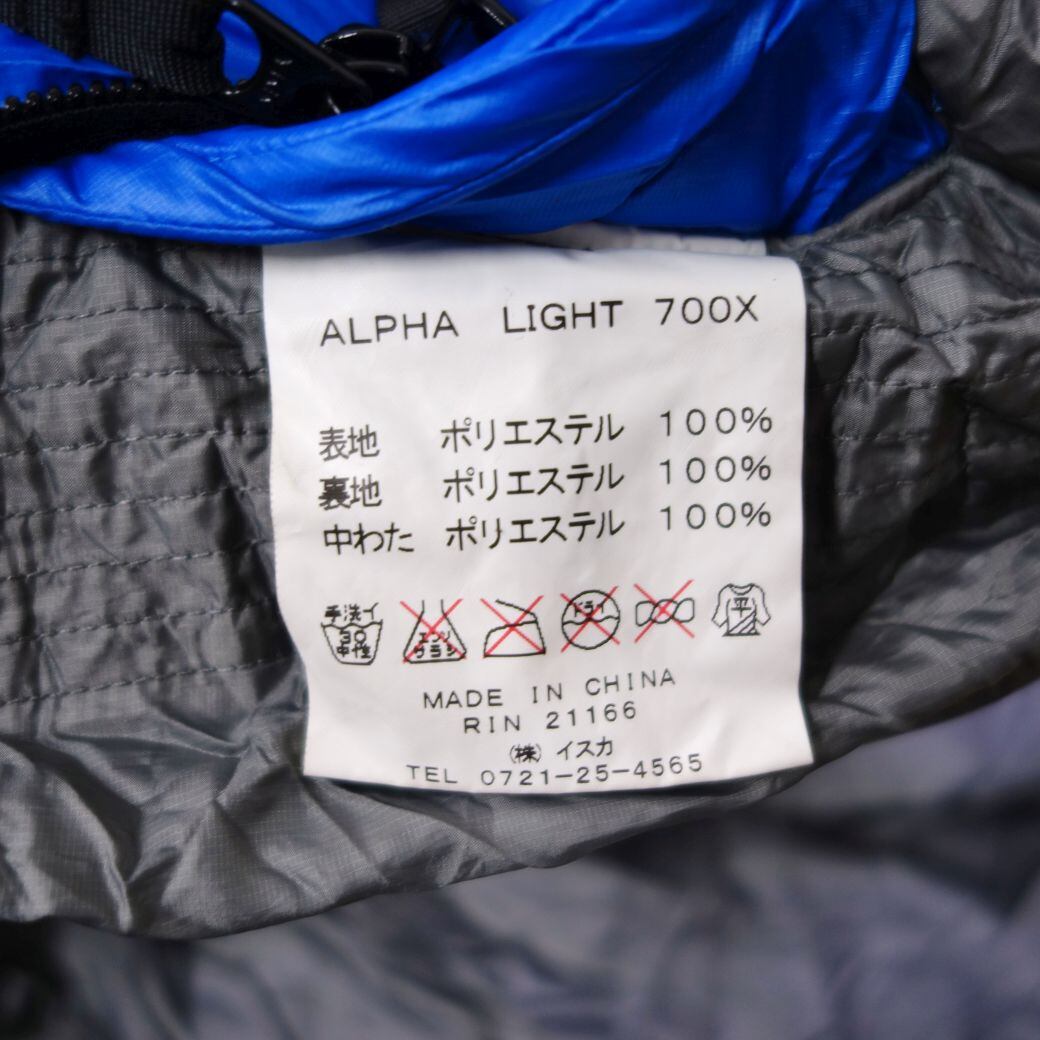 ALPHA LIGHT 700X
表地 ポリエステル 100%
裏地 ポリエステル 100%
中わた ポリエステル 100%
手洗イ
30
中性
エンソ
サラシ
ドライ
平
MADE IN CHINA
RIN 21166
(株) イスカ
TEL 0721-25-4565